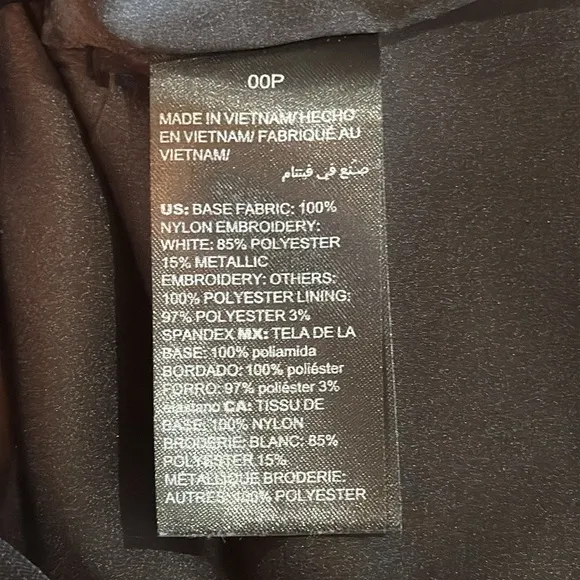 00P
MADE IN VIETNAM/ HECHO
EN VIETNAM/ FABRIQUÉ AU
VIETNAM/
صنع في فيتنام
US: BASE FABRIC: 100%
NYLON EMBROIDERY:
WHITE: 85% POLYESTER
15% METALLIC
EMBROIDERY: OTHERS:
100% POLYESTER LINING:
97% POLYESTER 3%
SPANDEX MX: TELA DE LA
BASE: 100% poliamida
BORDADO: 100% poliéster
FORRO: 97% poliéster 3%
elastano CA: TISSU DE
BASE: 100% NYLON
BRODERIE: BLANC: 85%
POLYESTER 15%
MÉTALLIQUE BRODERIE:
AUTRES: 100% POLYESTER